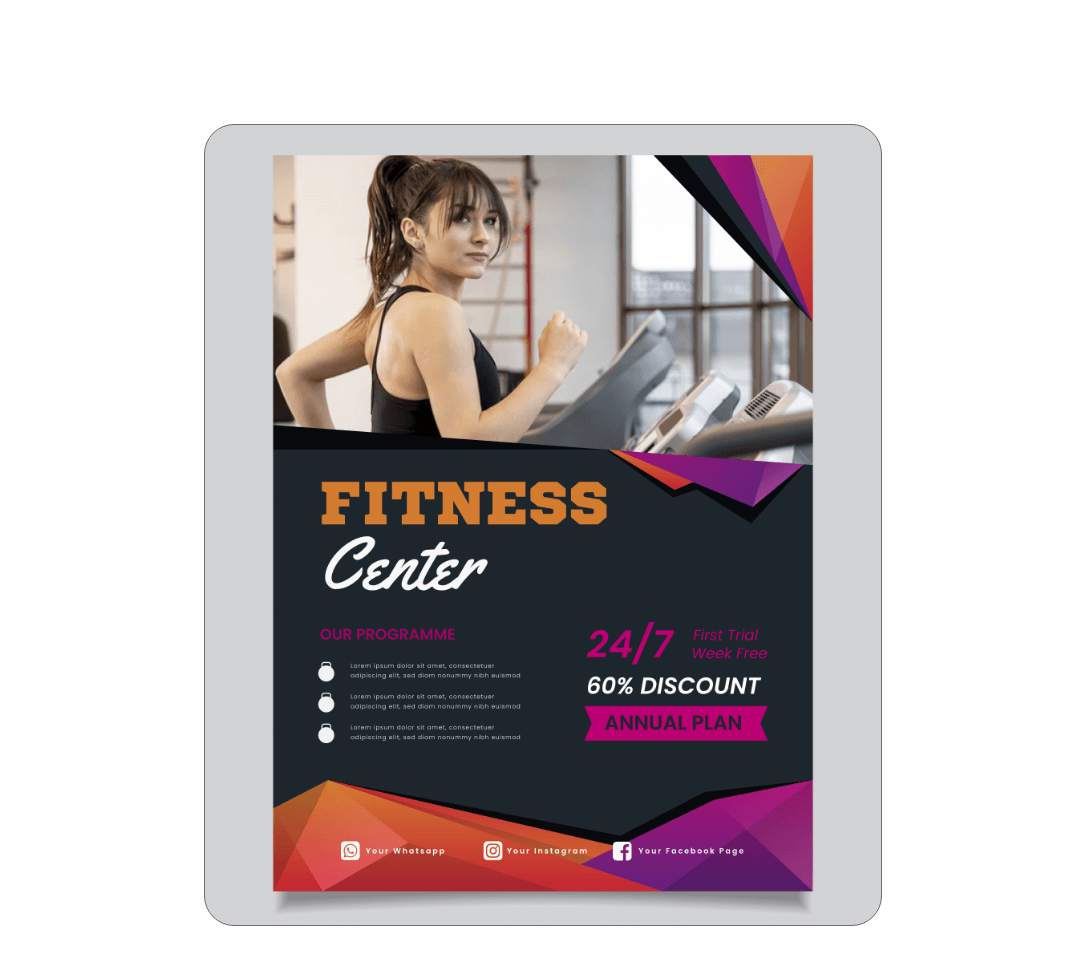 FITNESS
Center
OUR PROGRAMME
Lorem ipsum dolor sit amet, consectetuer
adipiscing elit, sed diam nonummy nibh euismod
Lorem ipsum dolor sit amet, consectetuer
adipiscing elit, sed diam nonummy nibh euismod
Lorem ipsum dolor sit amet, consectetuer
adipiscing elit, sed diam nonummy nibh euismod
24/7
First Trial
Week Free
60% DISCOUNT
ANNUAL PLAN
Your Whatsapp
Your Instagram
Your Facebook Page